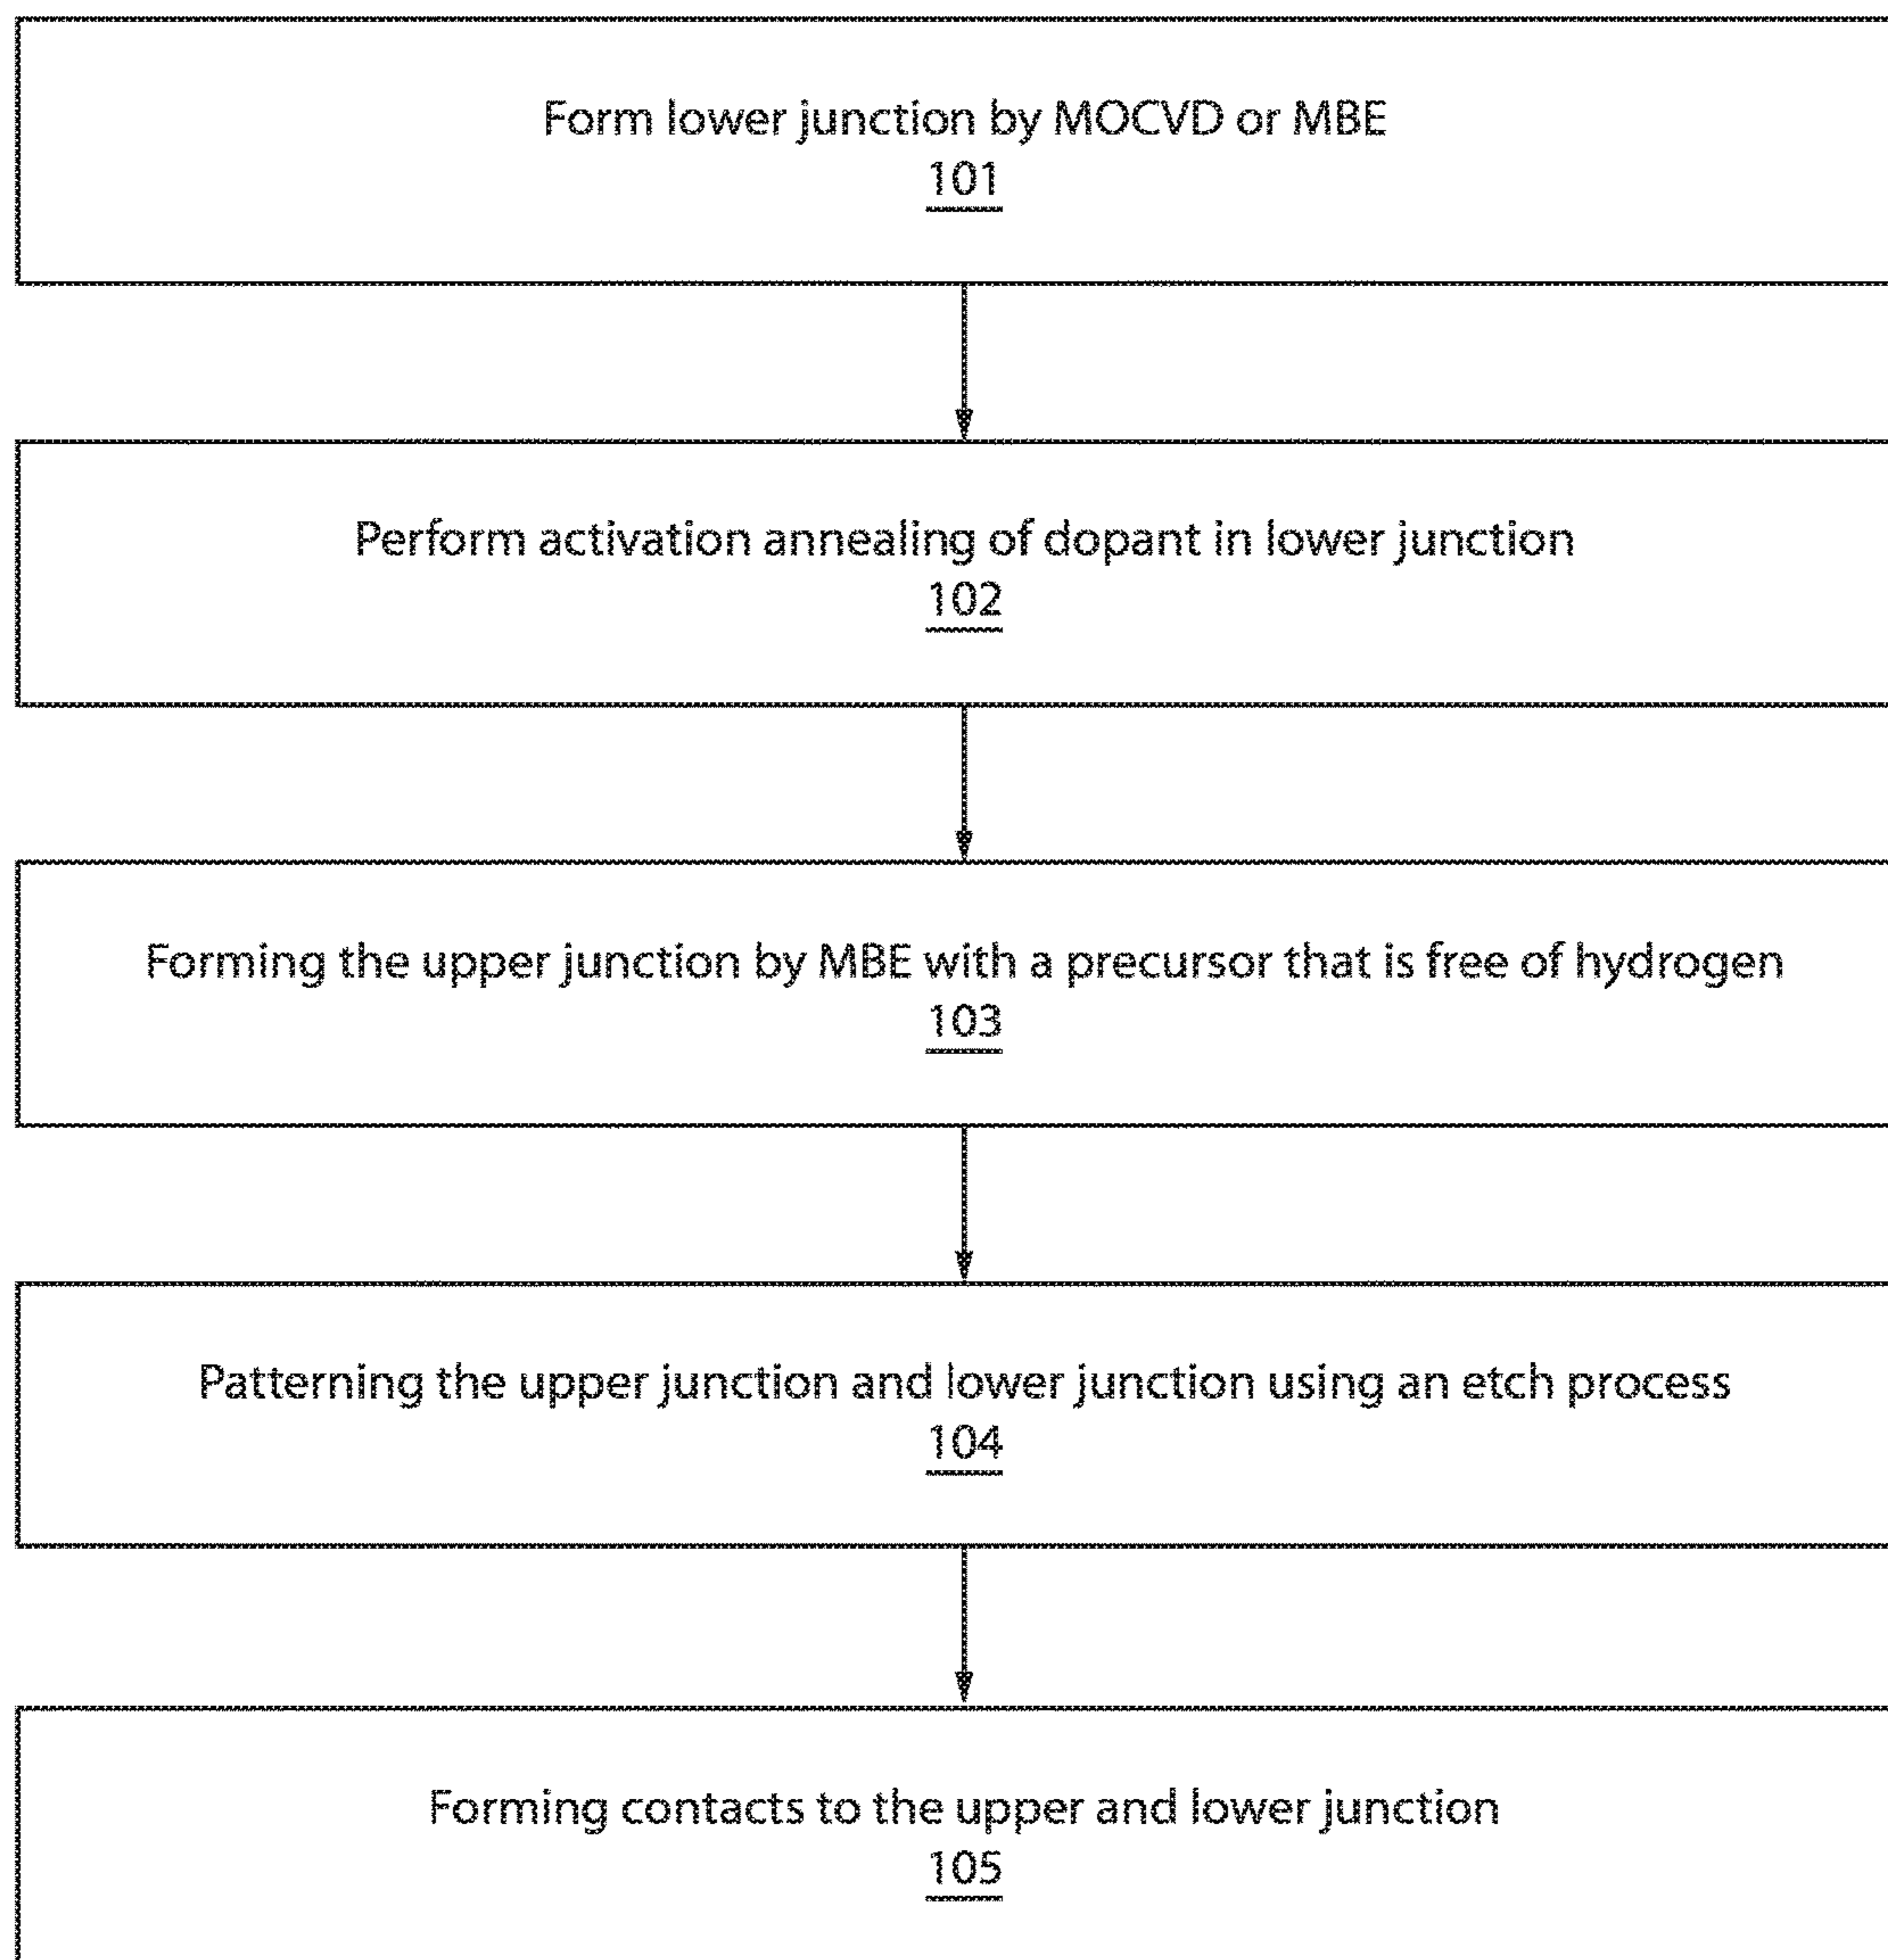 Form lower junction by MOCVD or MBE
101
Perform activation annealing of dopant in lower junction
102
Forming the upper junction by MBE with a precursor that is free of hydrogen
103
Patterning the upper junction and lower junction using an etch process
104
Forming contacts to the upper and lower junction
105